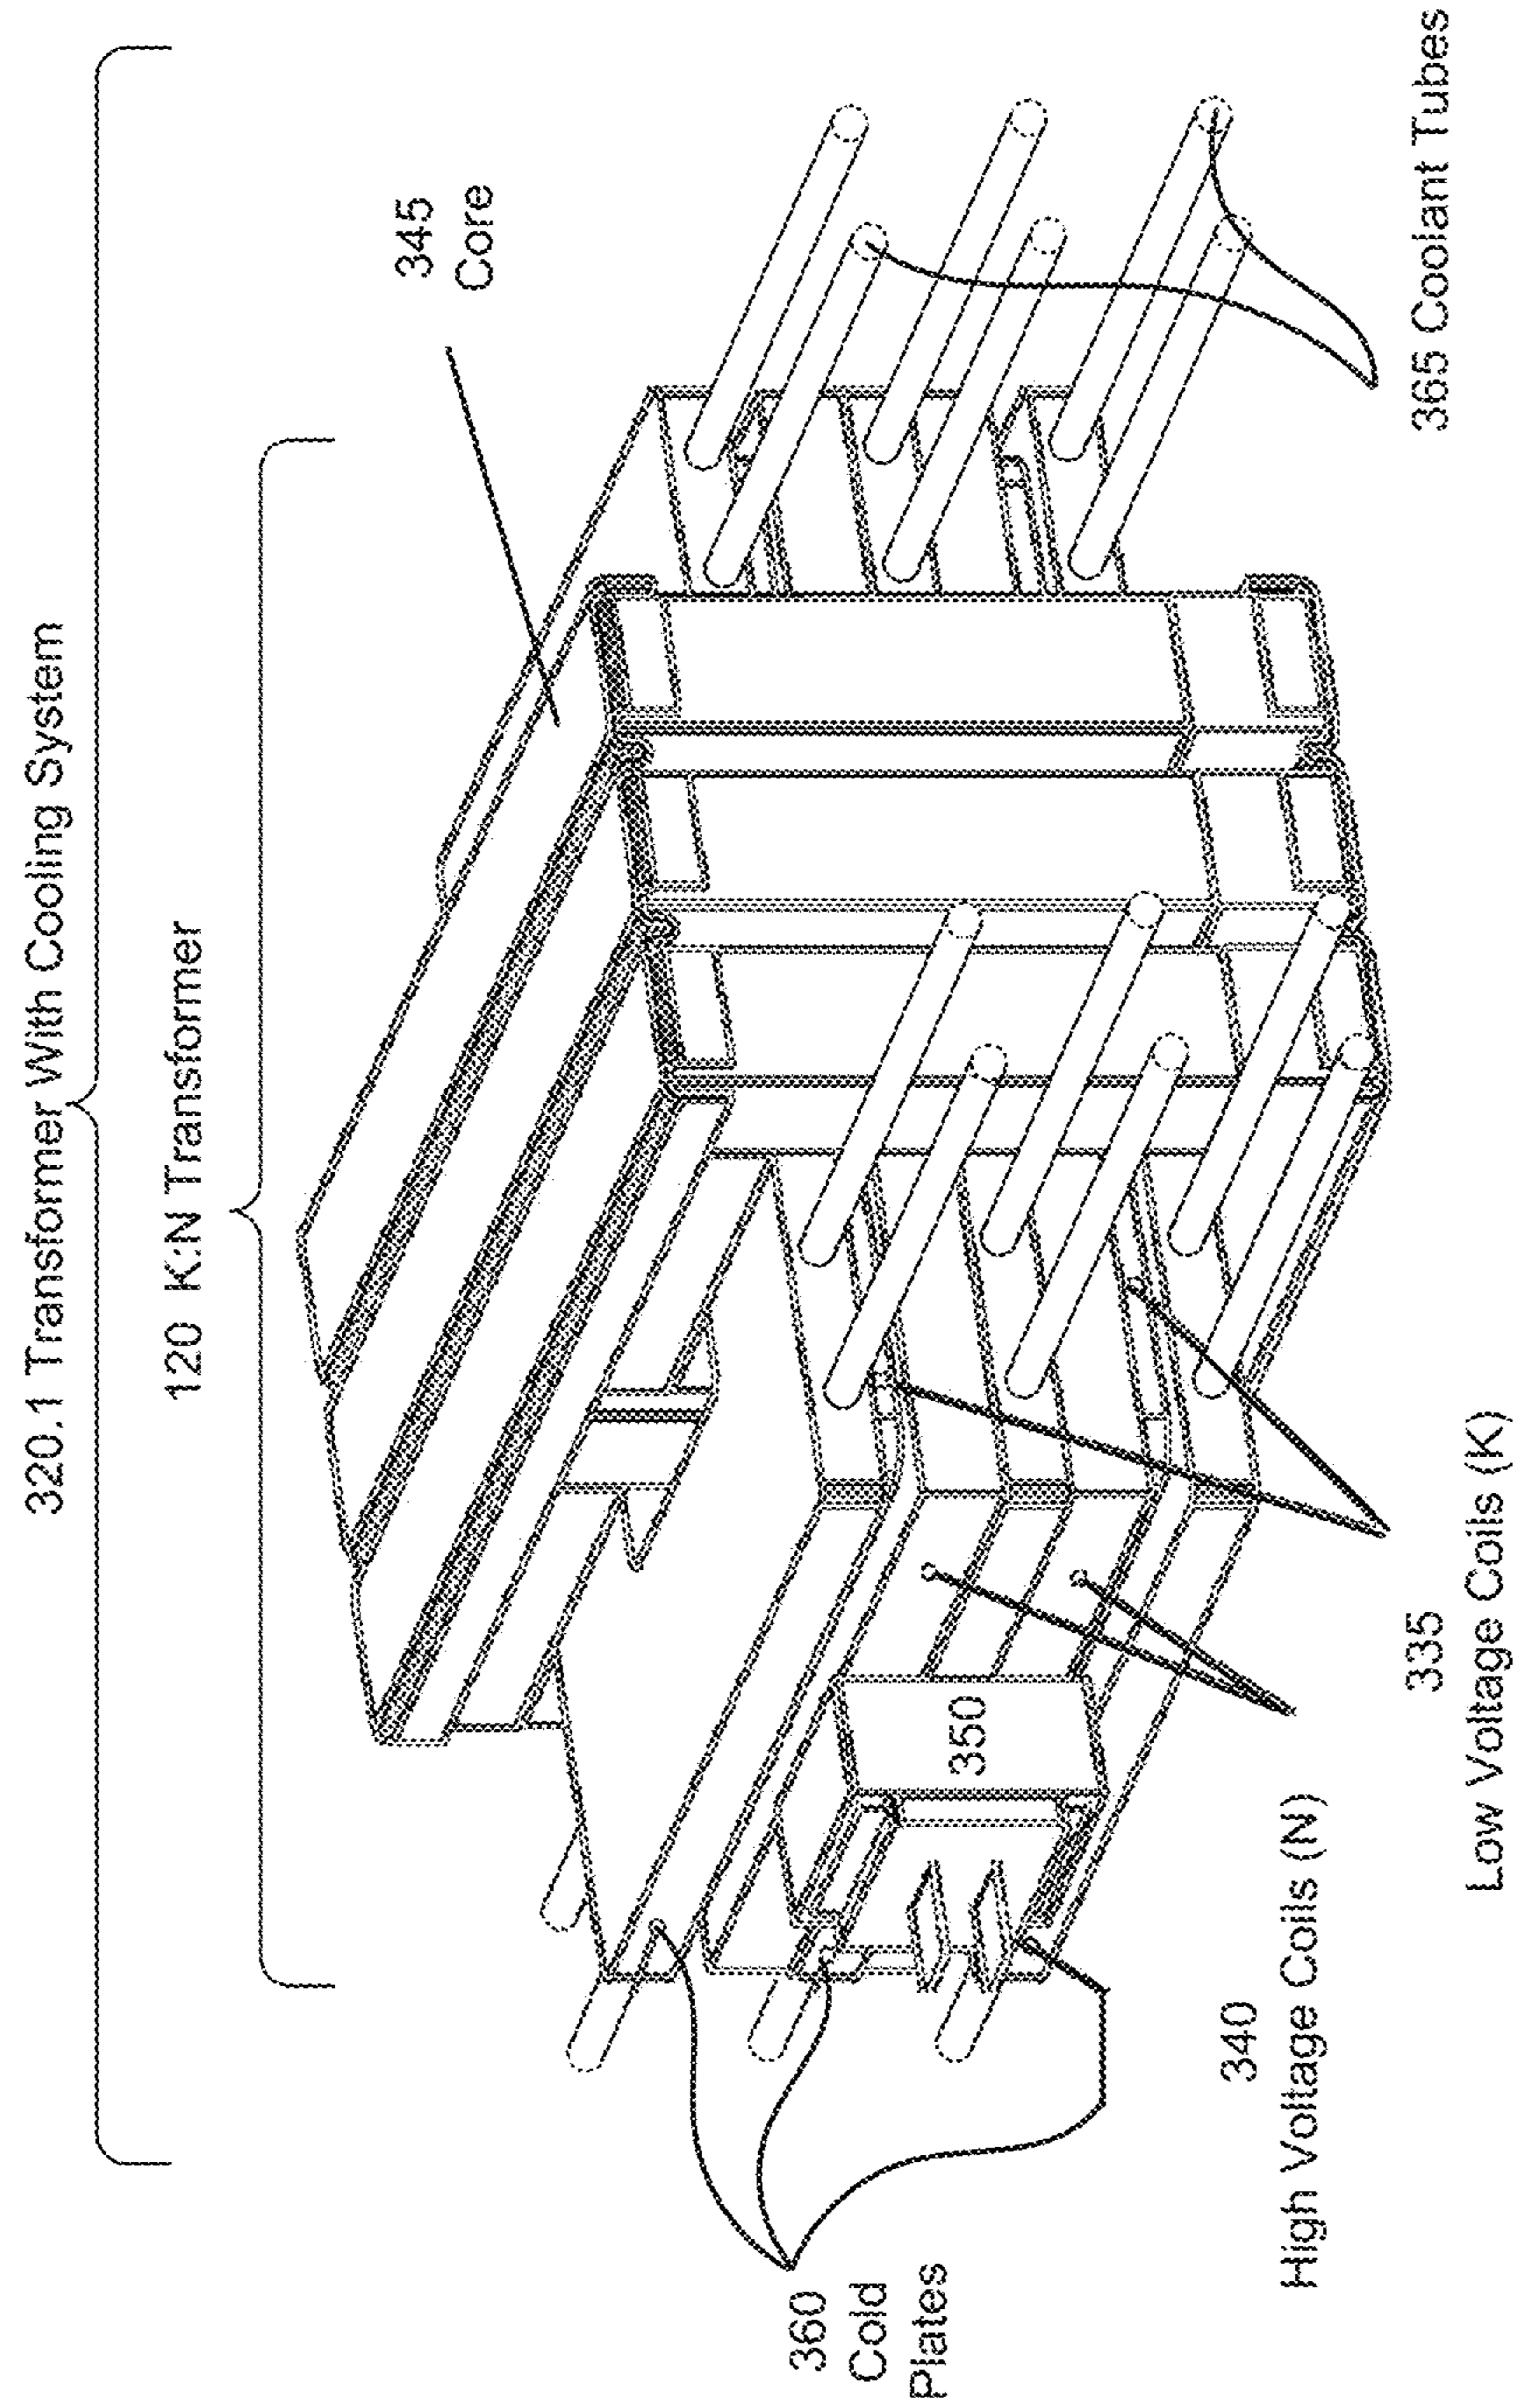 320.1 Transformer With Cooling System
120 K:N Transformer
345
Core
350
360
Cold
Plates
340
High Voltage Coils (N)
335
Low Voltage Coils (K)
365 Coolant Tubes